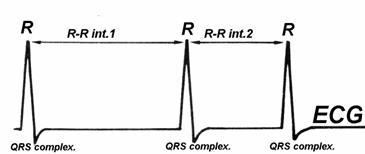 R R R
R-R int.1 R-R int.2
ECG
QRS complex. QRS complex. QRS complex.